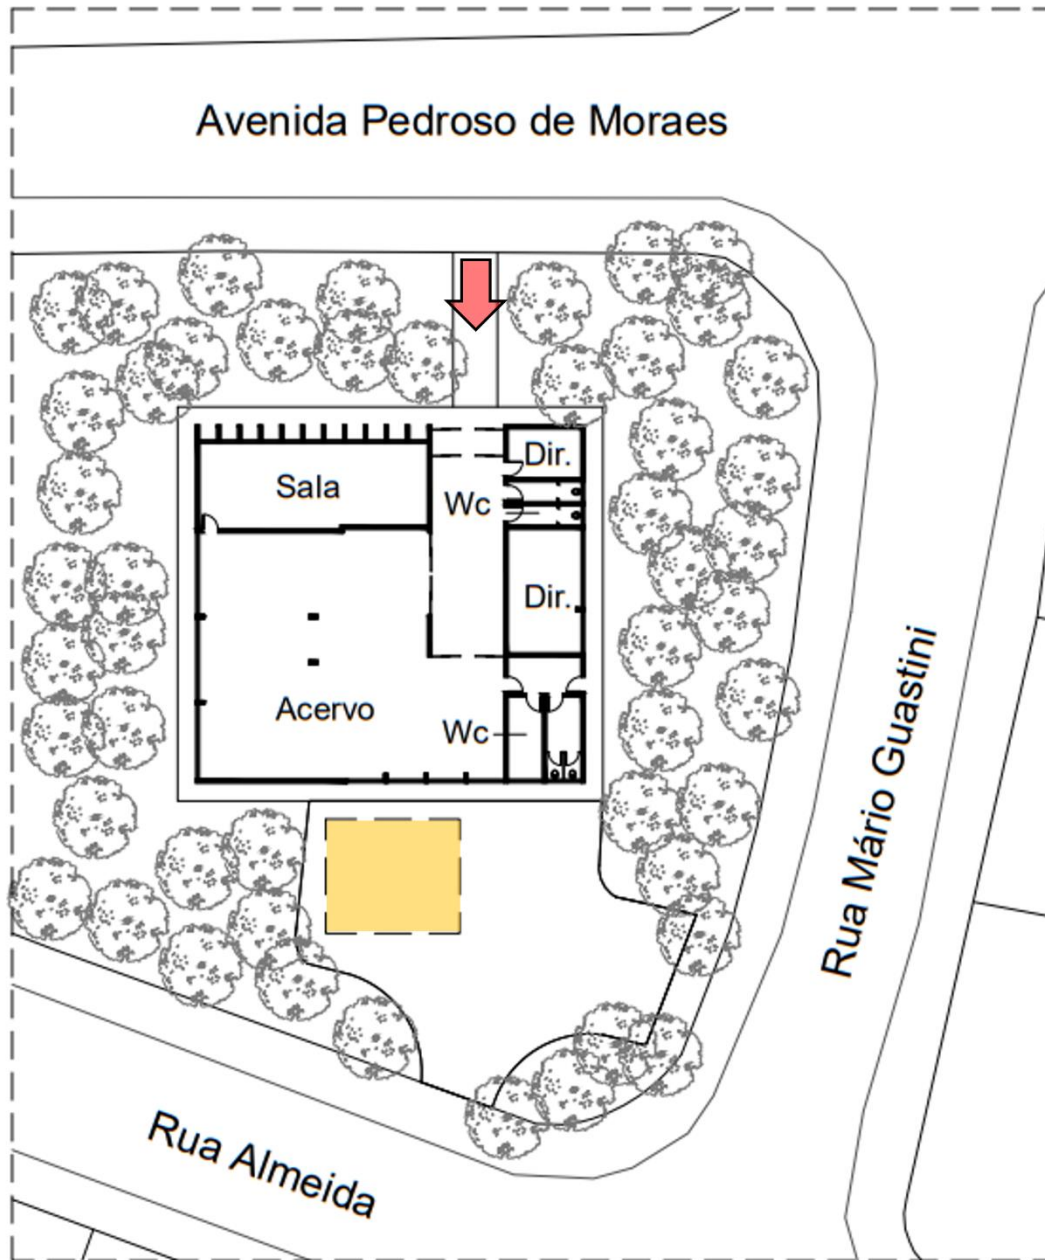 Avenida Pedroso de Moraes
Dir.
Sala
Wc
Dir.
Acervo
Wc
Rua Mário Guastini
Rua Almeida